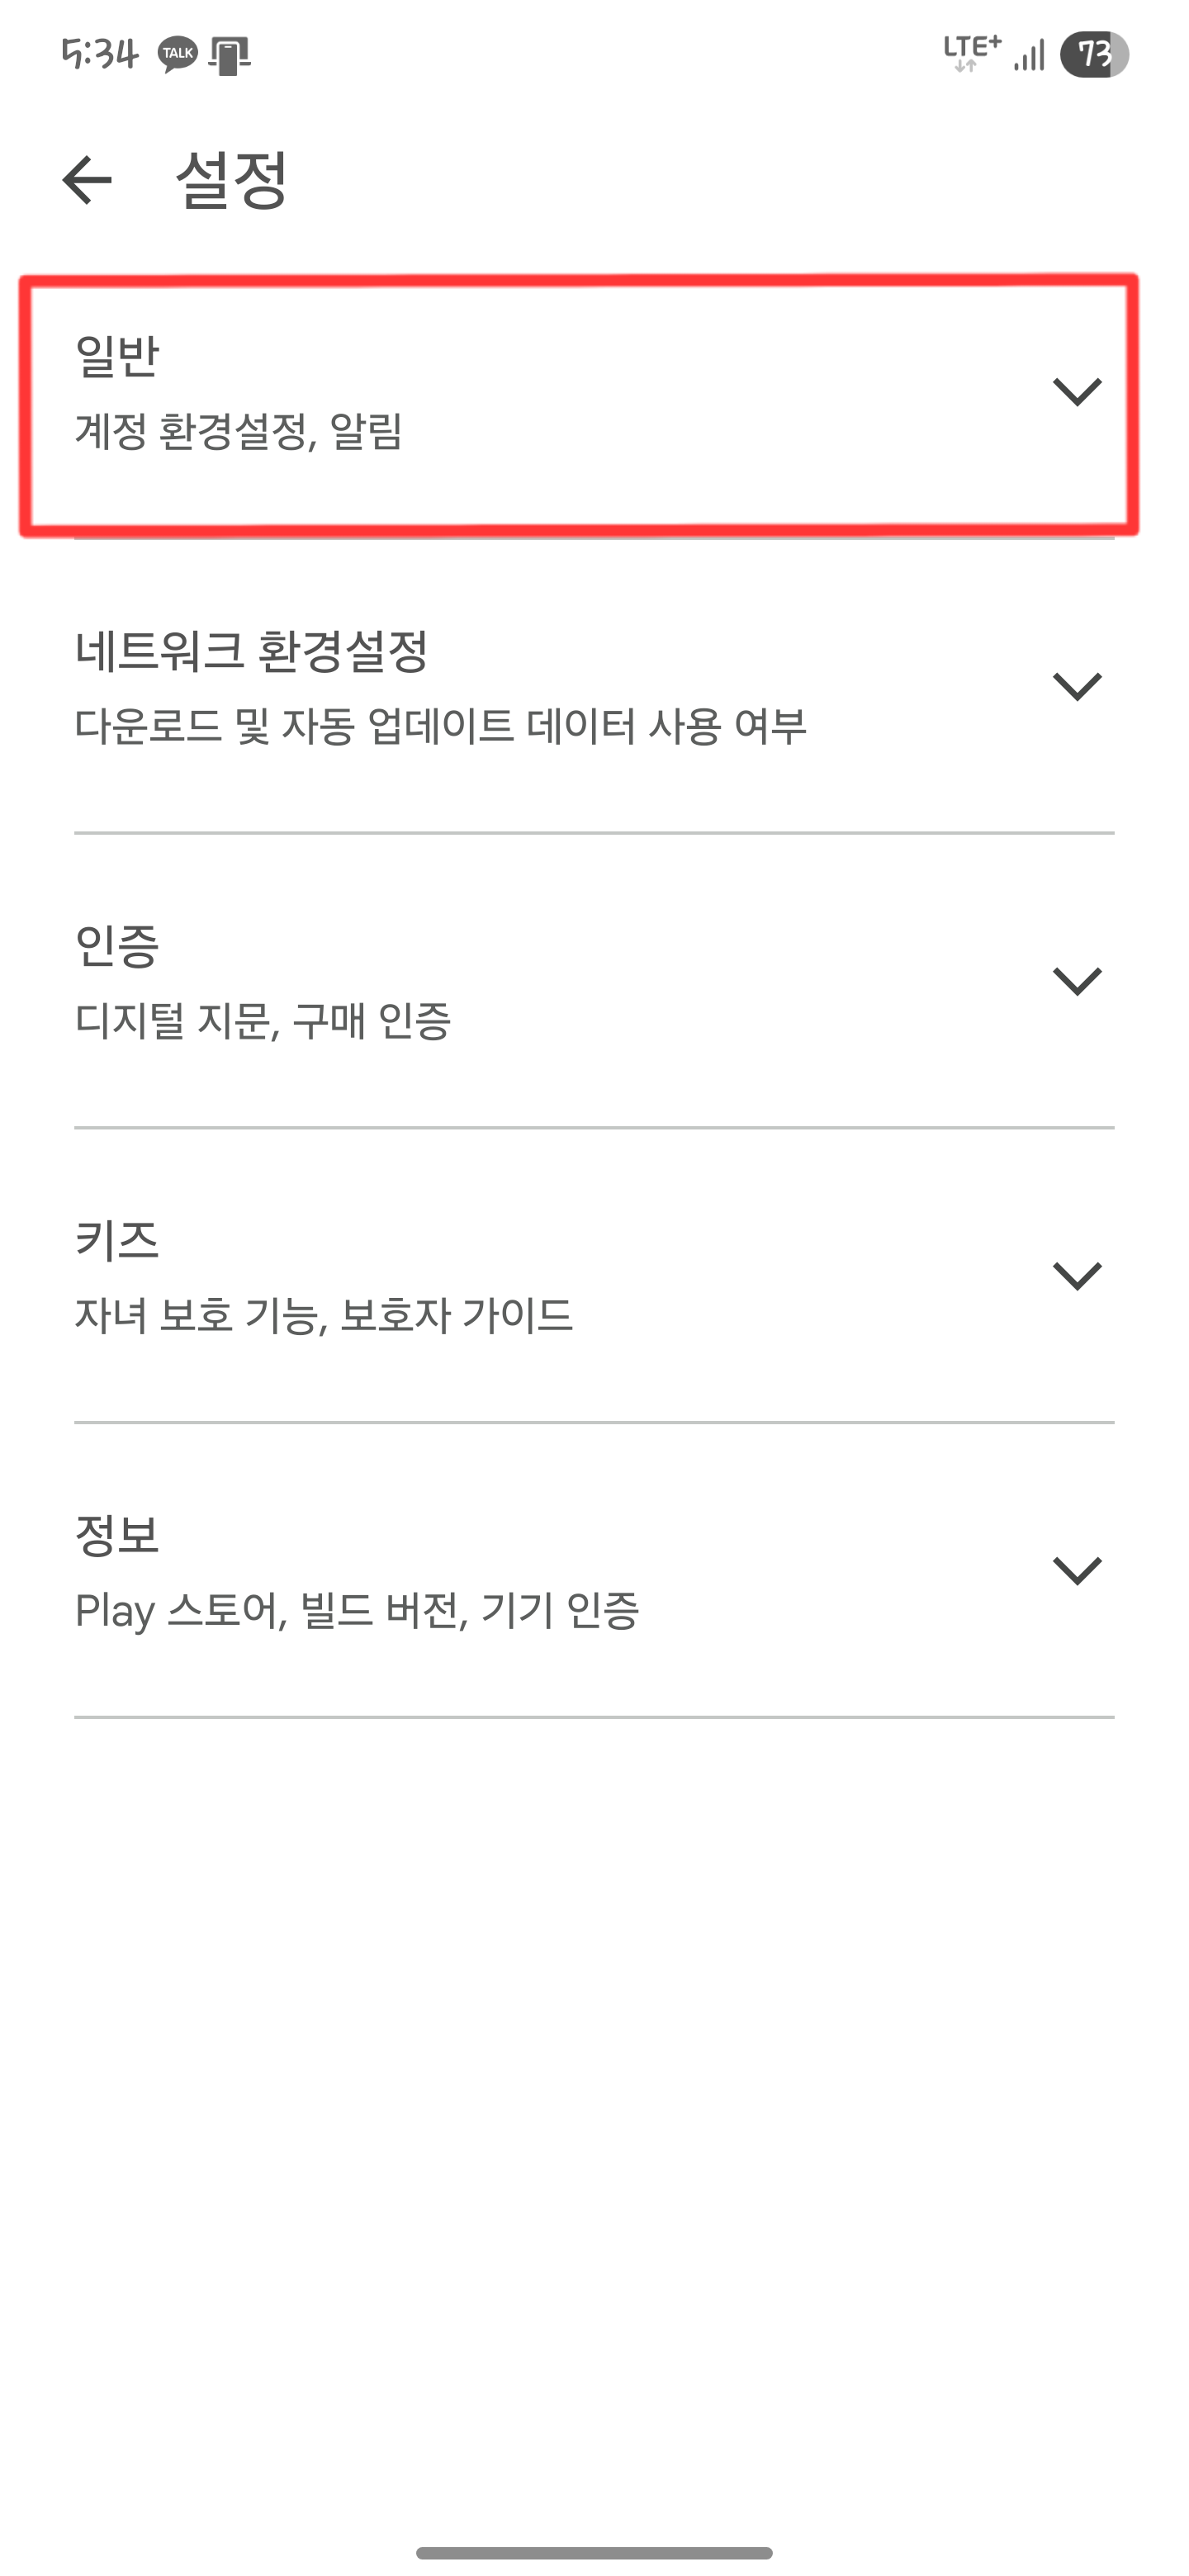 5:34 TALK LTE+ 73
설정
일반
계정 환경설정, 알림
네트워크 환경설정
다운로드 및 자동 업데이트 데이터 사용 여부
인증
디지털 지문, 구매 인증
키즈
자녀 보호 기능, 보호자 가이드
정보
Play 스토어, 빌드 버전, 기기 인증